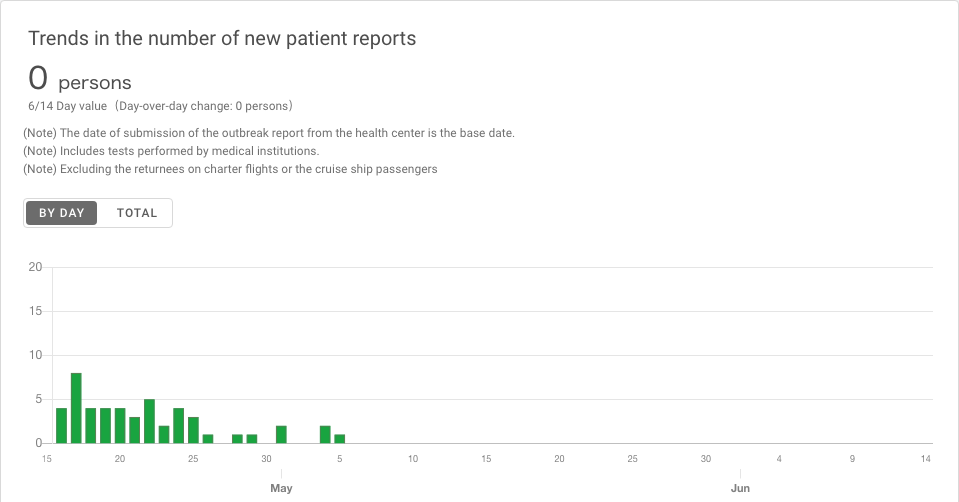 Trends in the number of new patient reports
0 persons
6/14 Day value（Day-over-day change: 0 persons）
(Note) The date of submission of the outbreak report from the health center is the base date.
(Note) Includes tests performed by medical institutions.
(Note) Excluding the returnees on charter flights or the cruise ship passengers
BY DAY TOTAL
20
15
10
5
0
15 20 25 30 5 10 15 20 25 30 4 9 14
May Jun